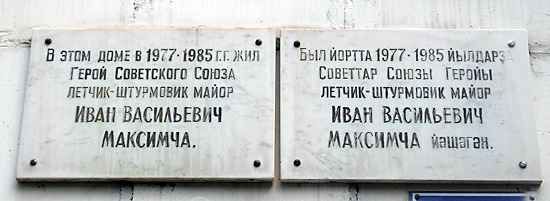 В ЭТОМ ДОМЕ В 1977-1985 Г.Г. ЖИЛ
ГЕРОЙ СОВЕТСКОГО СОЮЗА
ЛЕТЧИК-ШТУРМОВИК МАЙОР
ИВАН ВАСИЛЬЕВИЧ
МАКСИМЧА.
БЫЛ ЙОРТТА 1977-1985 ЙЫЛДАРҘА
СОВЕТТАР СОЮЗЫ ГЕРОЙЫ
ЛЕТЧИК-ШТУРМОВИК МАЙОР
ИВАН ВАСИЛЬЕВИЧ
МАКСИМЧА йәшәгән.